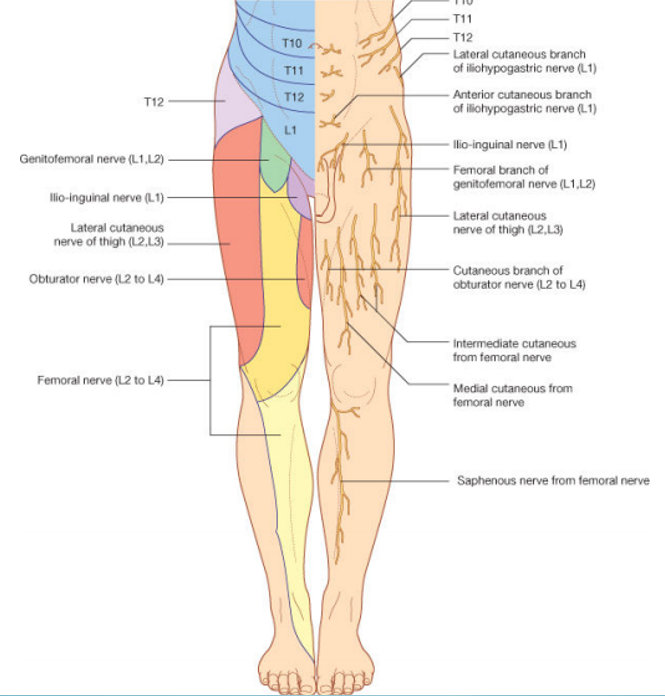 T10
T11
T12
L1
T12
Genitofemoral nerve (L1,L2)
Ilio-inguinal nerve (L1)
Lateral cutaneous
nerve of thigh (L2,L3)
Obturator nerve (L2 to L4)
Femoral nerve (L2 to L4)
T10
T11
T12
Lateral cutaneous branch
of iliohypogastric nerve (L1)
Anterior cutaneous branch
of iliohypogastric nerve (L1)
Ilio-inguinal nerve (L1)
Femoral branch of
genitofemoral nerve (L1,L2)
Lateral cutaneous
nerve of thigh (L2,L3)
Cutaneous branch of
obturator nerve (L2 to L4)
Intermediate cutaneous
from femoral nerve
Medial cutaneous from
femoral nerve
Saphenous nerve from femoral nerve